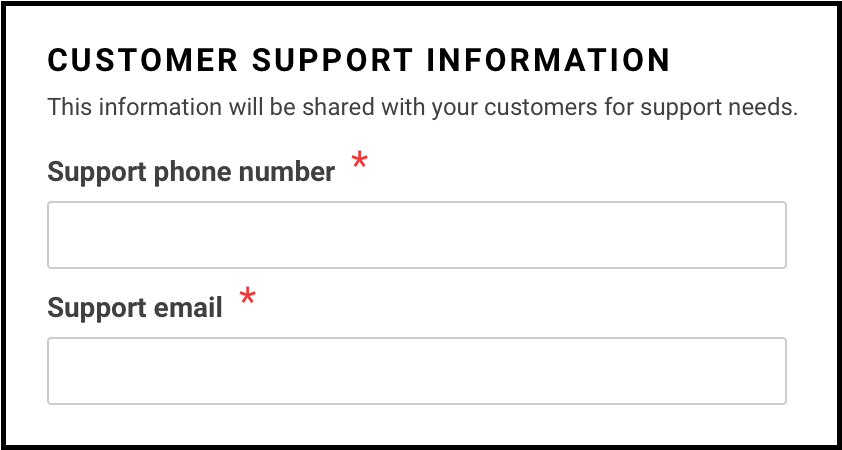 CUSTOMER SUPPORT INFORMATION
This information will be shared with your customers for support needs.
Support phone number *
Support email *